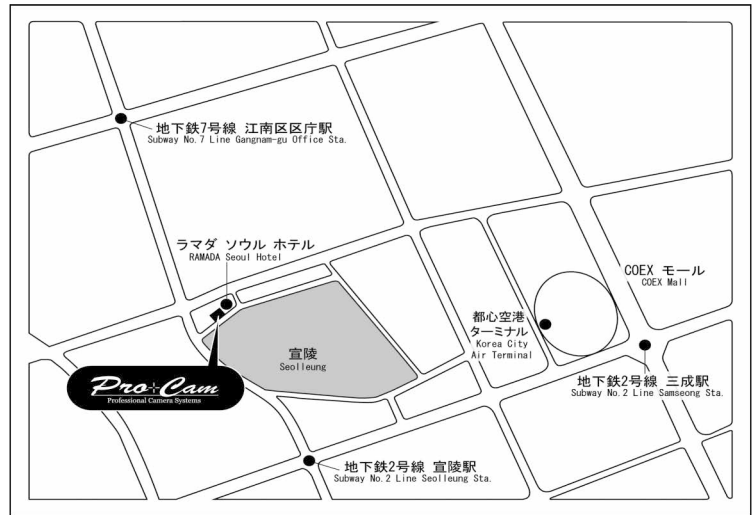 地下鉄7号線 江南区区庁駅
Subway No. 7 Line Gangnam-gu Office Sta.
ラマダ ソウル ホテル
RAMADA Seoul Hotel
COEX モール
COEX Mall
都心空港
ターミナル
Korea City
Air Terminal
宣陵
Seolleung
Pro Cam
Professional Camera Systems
地下鉄2号線 三成駅
Subway No. 2 Line Samseong Sta.
地下鉄2号線 宣陵駅
Subway No. 2 Line Seolleung Sta.